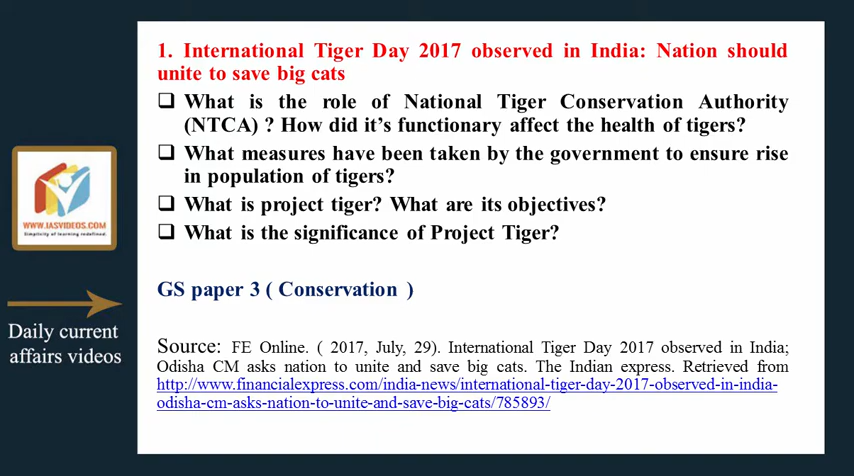 1. International Tiger Day 2017 observed in India: Nation should
unite to save big cats
What is the role of National Tiger Conservation Authority
(NTCA) ? How did it's functionary affect the health of tigers?
What measures have been taken by the government to ensure rise
in population of tigers?
What is project tiger? What are its objectives?
What is the significance of Project Tiger?
GS paper 3 ( Conservation )
Source: FE Online. ( 2017, July, 29). International Tiger Day 2017 observed in India;
Odisha CM asks nation to unite and save big cats. The Indian express. Retrieved from
http://www.financialexpress.com/india-news/international-tiger-day-2017-observed-in-india-
odisha-cm-asks-nation-to-unite-and-save-big-cats/785893/
WWW.IASVIDEOS.COM
Simplicity of learning redefined.
Daily current
affairs videos